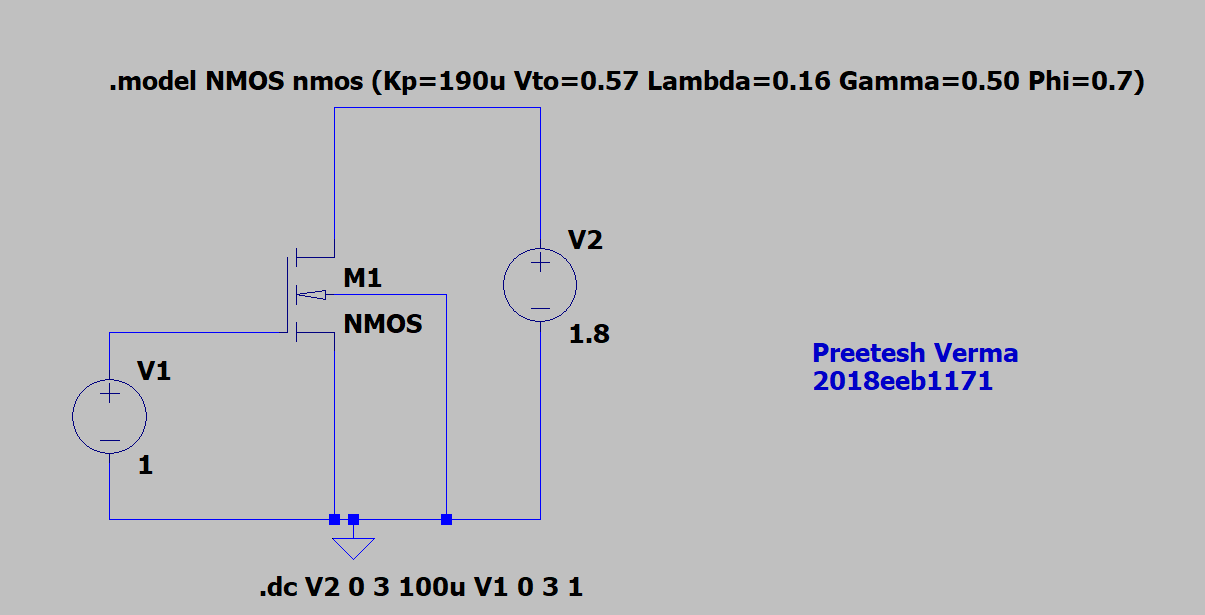 .model NMOS nmos (Kp=190u Vto=0.57 Lambda=0.16 Gamma=0.50 Phi=0.7)
V2
M1
NMOS
1.8
Preetesh Verma
V1
2018eeb1171
1
.dc V2 0 3 100u V1 0 3 1